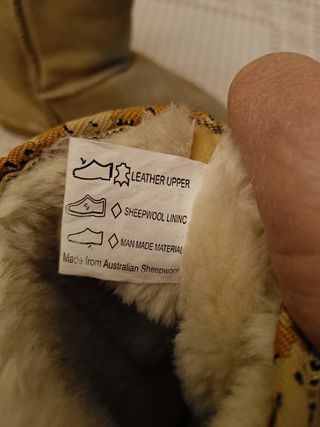 LEATHER UPPER
SHEEPWOOL LINING
MAN MADE MATERIAL
Made from Australian Sheepwool